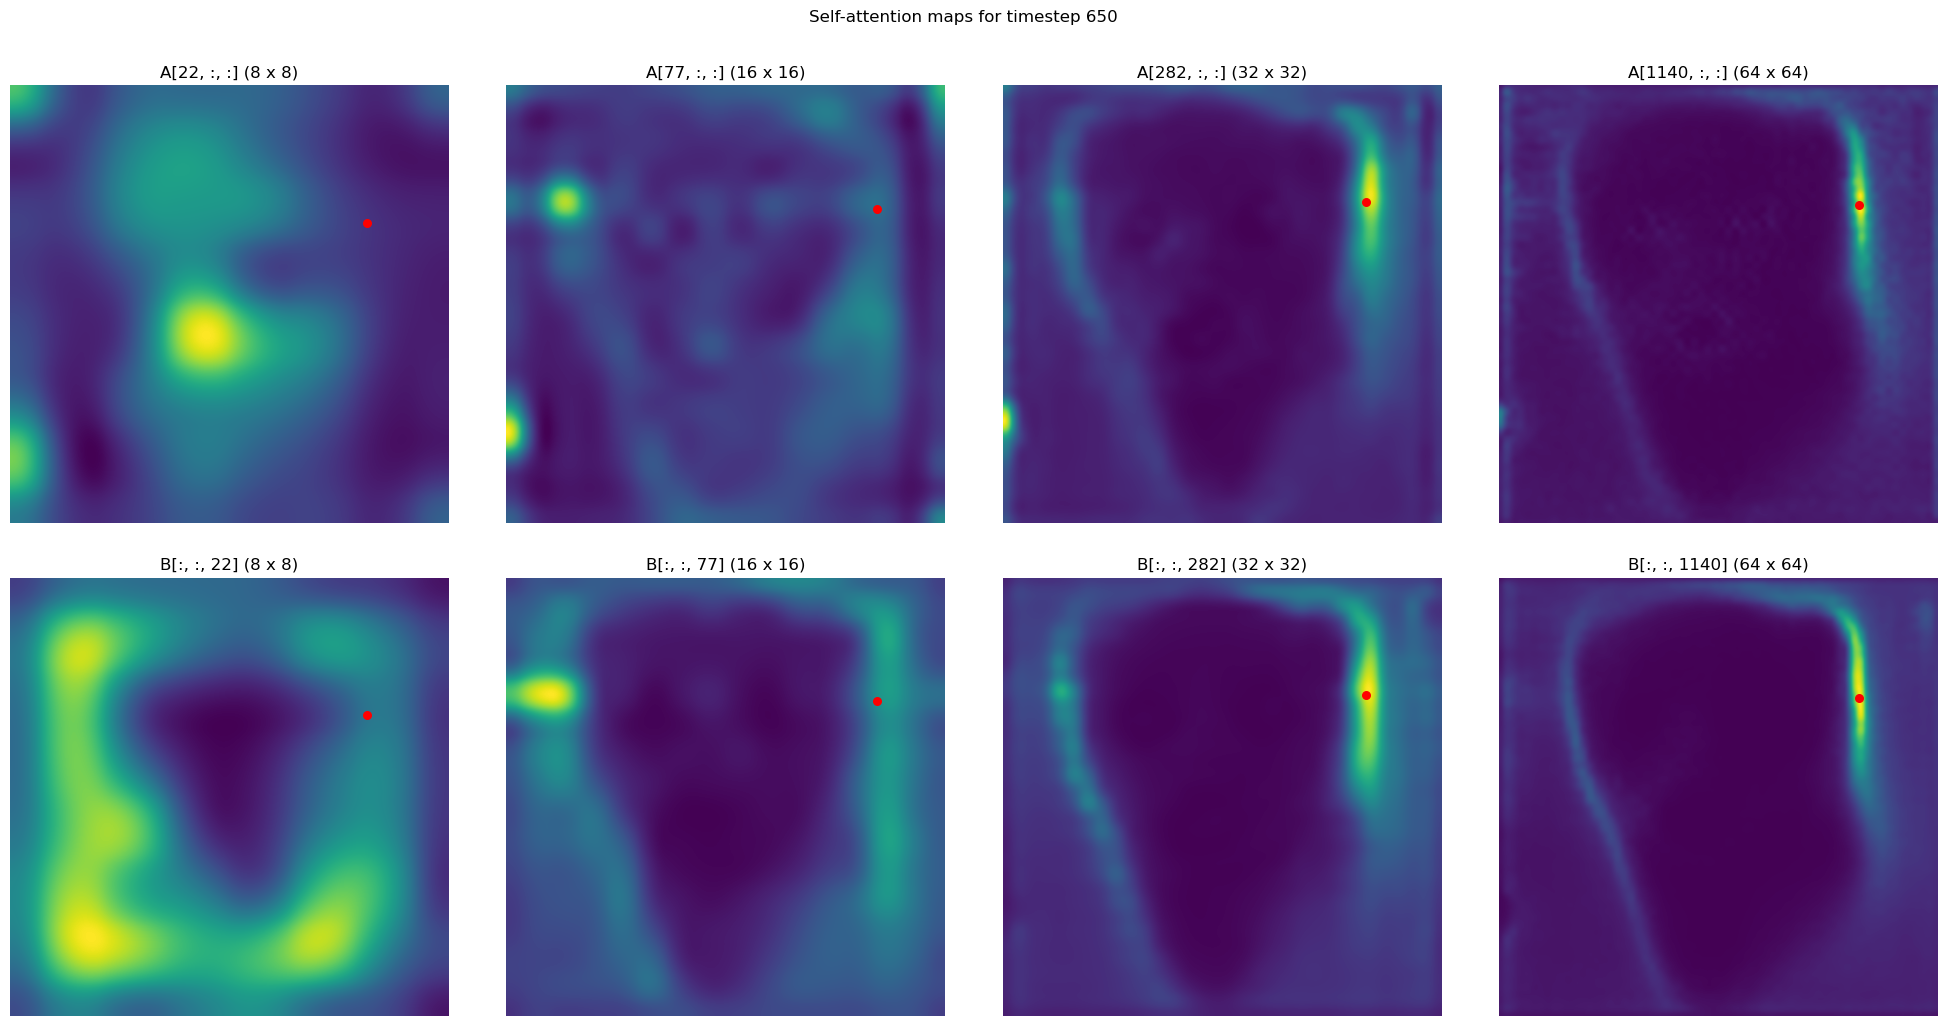 Self-attention maps for timestep 650
A[22, :, :] (8 x 8)
A[77, :, :] (16 x 16)
A[282, :, :] (32 x 32)
A[1140, :, :] (64 x 64)
B[:, :, 22] (8 x 8)
B[:, :, 77] (16 x 16)
B[:, :, 282] (32 x 32)
B[:, :, 1140] (64 x 64)